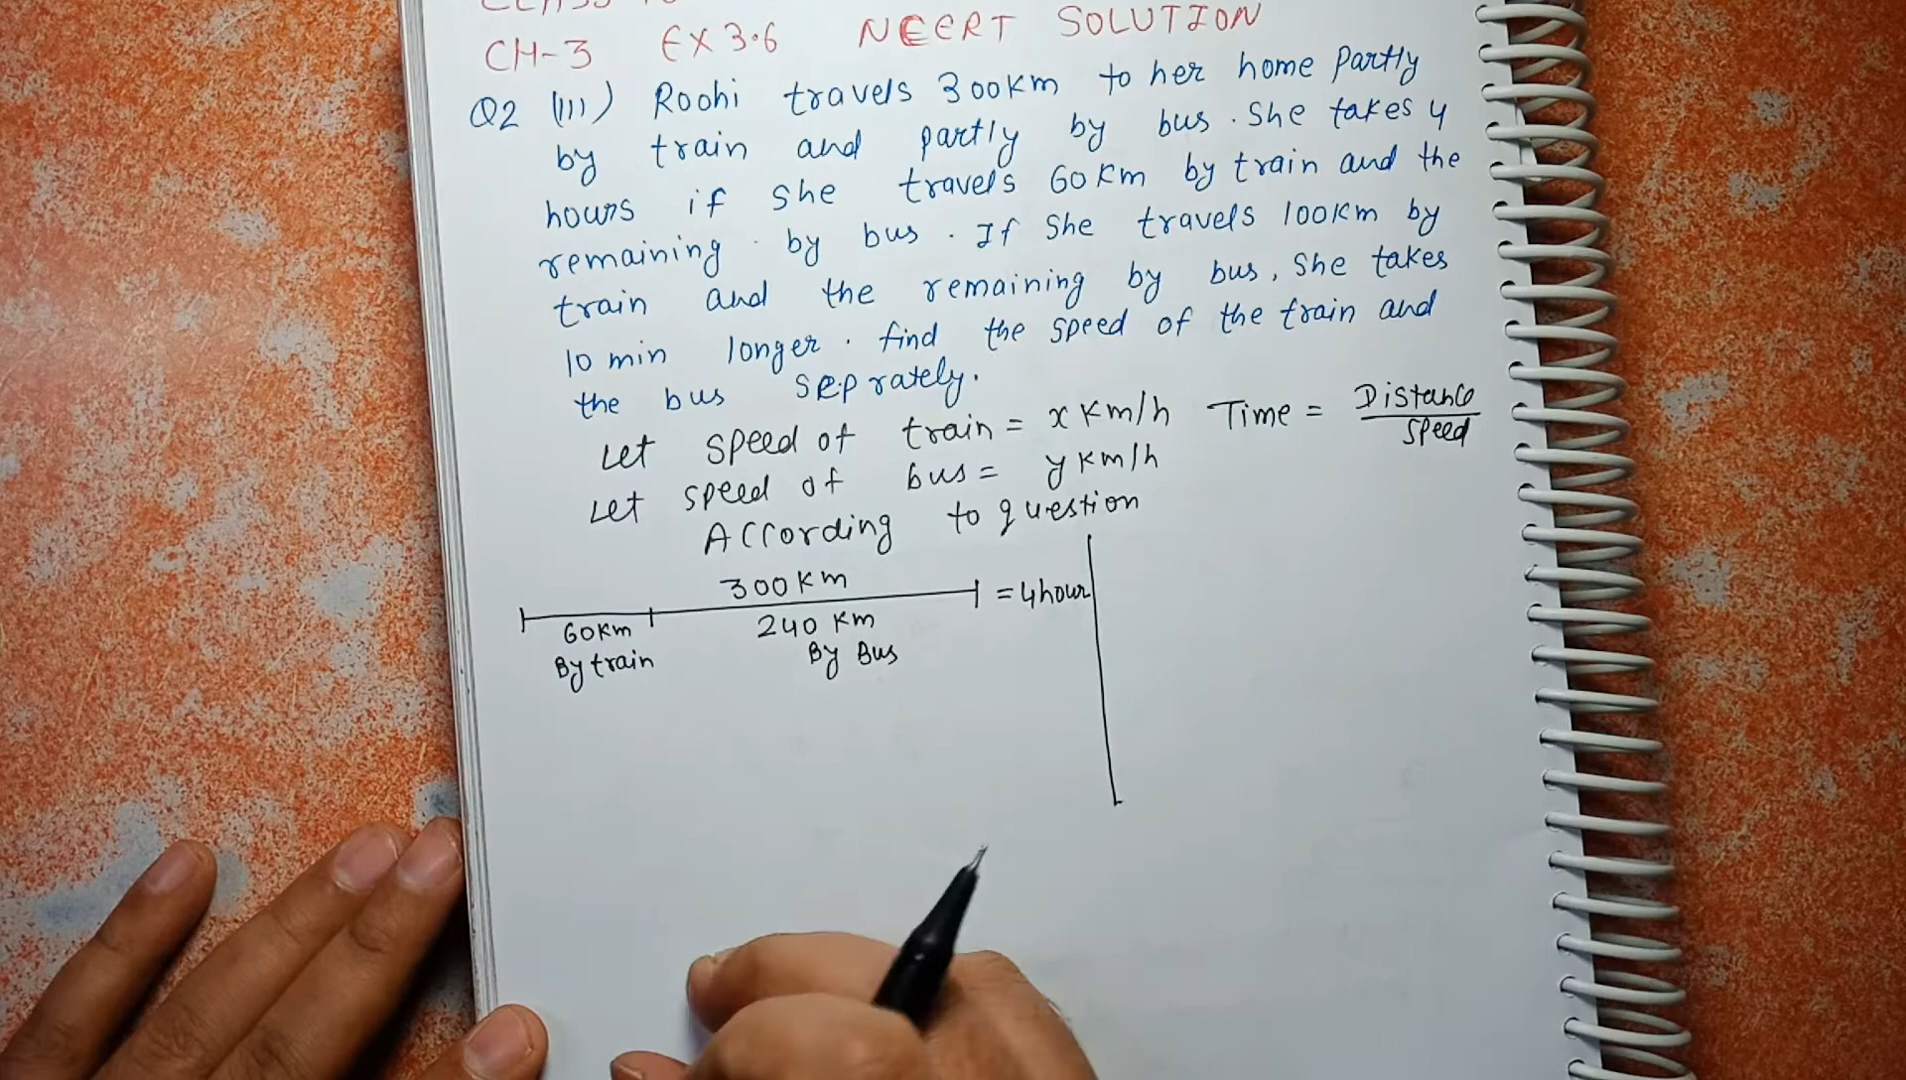 CH-3 EX 3.6 NCERT SOLUTION
Q2 (III) Roohi travels 300km to her home Partly
by train and partly by bus. She takes 4
hours if she travels 60km by train and the
remaining by bus. If She travels 100km by
train and the remaining by bus, She takes
10 min longer. find the speed of the train and
the bus seprately.
Let speed of train = x Km/h Time = Distance
speed
Let speed of bus = y Km/h
According to question
300 Km
= 4 hour
60Km 240 Km
By train By Bus